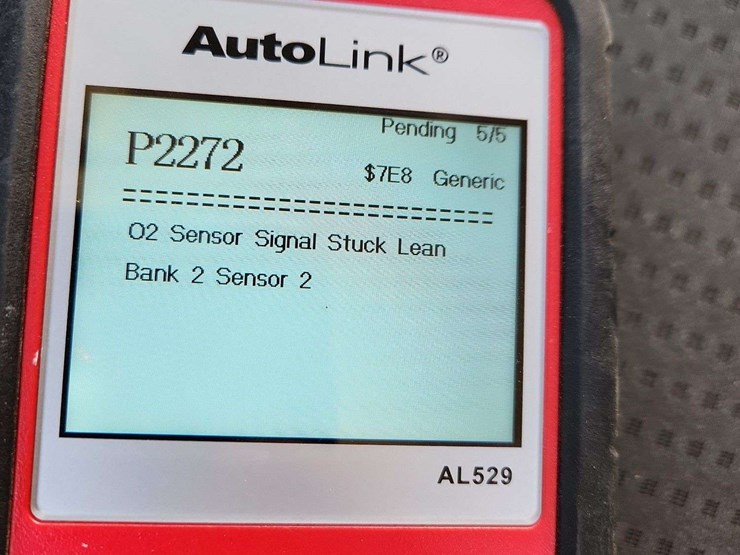 AutoLink®
Pending 5/5
P2272
$7E8 Generic
==============================
O2 Sensor Signal Stuck Lean
Bank 2 Sensor 2
AL529